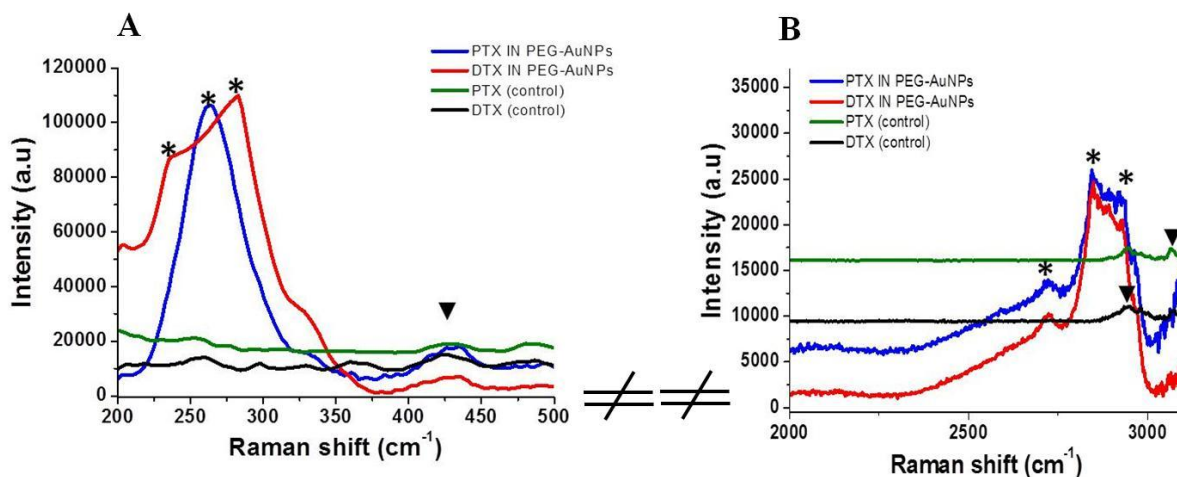 A
PTX IN PEG-AuNPs
DTX IN PEG-AuNPs
PTX (control)
DTX (control)
120000
100000
80000
60000
40000
20000
0
Intensity (a.u)
*
*
*
▼
200 250 300 350 400 450 500
Raman shift (cm⁻¹)
B
PTX IN PEG-AuNPs
DTX IN PEG-AuNPs
PTX (control)
DTX (control)
35000
30000
25000
20000
15000
10000
5000
0
Intensity (a.u)
*
*
*
▼
▼
2000 2500 3000
Raman shift (cm⁻¹)